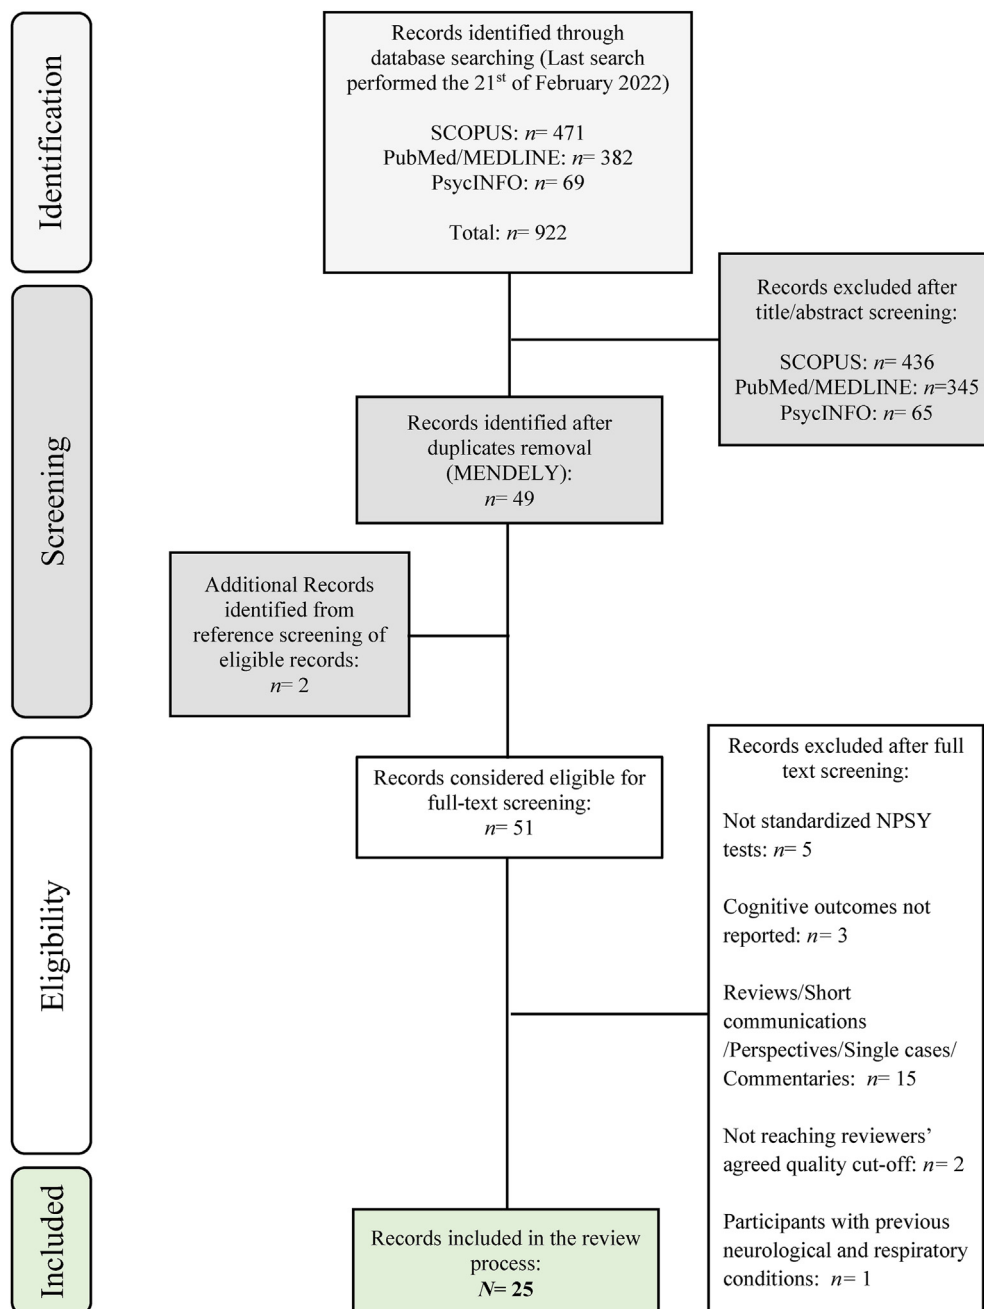 Identification
Records identified through
database searching (Last search
performed the 21st of February 2022)
SCOPUS: n= 471
PubMed/MEDLINE: n= 382
PsycINFO: n= 69
Total: n= 922
Records excluded after
title/abstract screening:
SCOPUS: n= 436
PubMed/MEDLINE: n=345
PsycINFO: n= 65
Screening
Records identified after
duplicates removal
(MENDELY):
n= 49
Additional Records
identified from
reference screening of
eligible records:
n= 2
Eligibility
Records considered eligible for
full-text screening:
n= 51
Records excluded after full
text screening:
Not standardized NPSY
tests: n= 5
Cognitive outcomes not
reported: n= 3
Reviews/Short
communications
/Perspectives/Single cases/
Commentaries: n= 15
Not reaching reviewers’
agreed quality cut-off: n= 2
Participants with previous
neurological and respiratory
conditions: n= 1
Included
Records included in the review
process:
N= 25